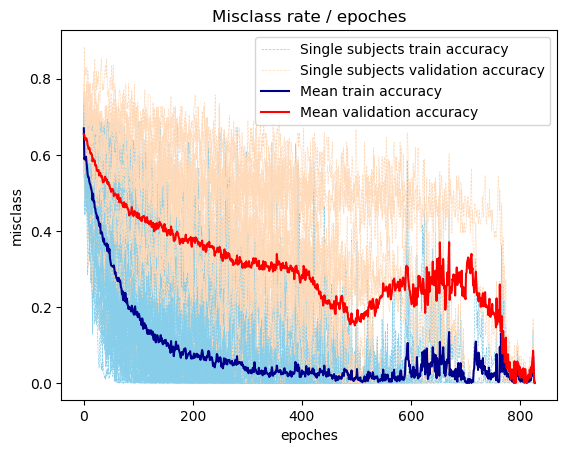 Misclass rate / epoches
Single subjects train accuracy
Single subjects validation accuracy
Mean train accuracy
Mean validation accuracy
misclass
0.8
0.6
0.4
0.2
0.0
0
200
400
600
800
epoches